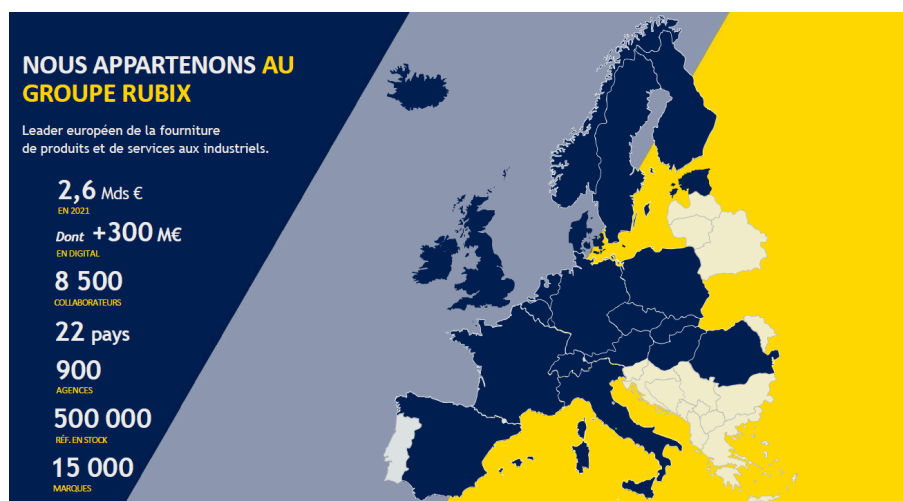 NOUS APPARTENONS AU
GROUPE RUBIX
Leader européen de la fourniture
de produits et de services aux industriels.
2,6 Mds €
EN 2021
Dont +300 M€
EN DIGITAL
8 500
COLLABORATEURS
22 pays
900
AGENCES
500 000
RÉF. EN STOCK
15 000
MARQUES